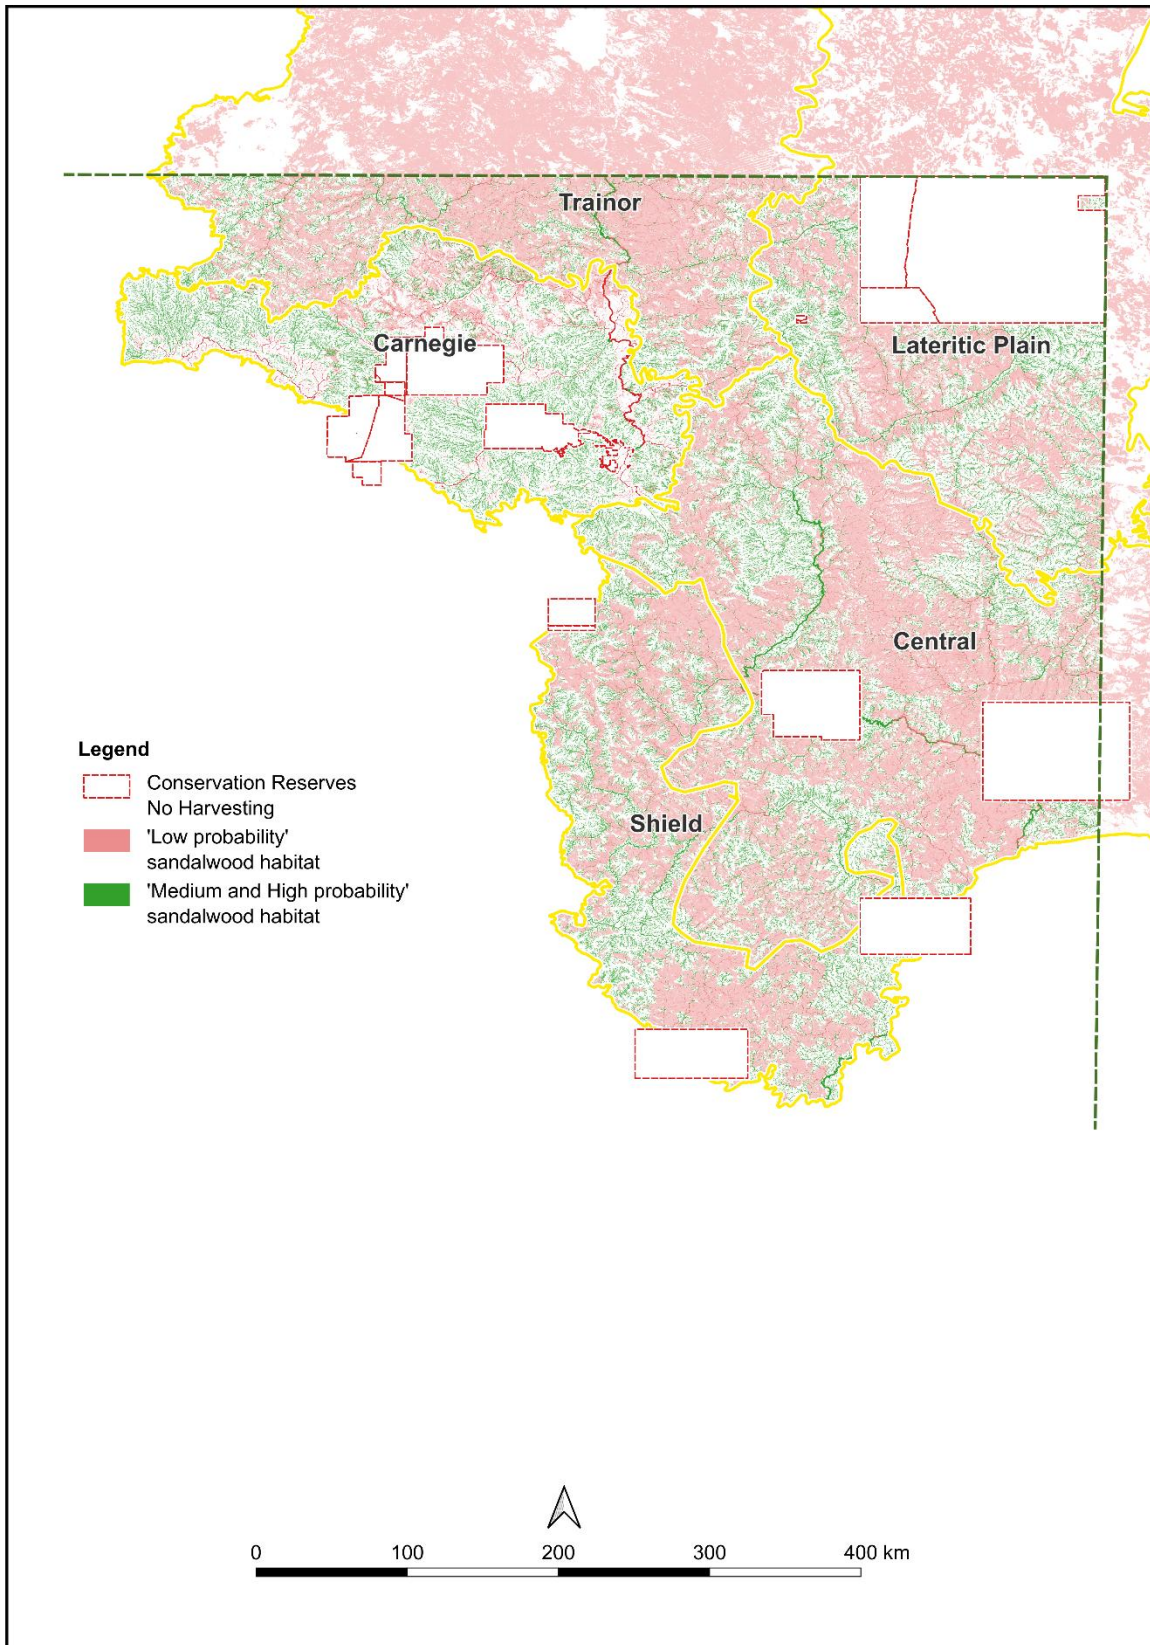 Trainor
Carnegie
Lateritic Plain
Central
Shield
Legend
Conservation Reserves
No Harvesting
'Low probability'
sandalwood habitat
'Medium and High probability'
sandalwood habitat
0 100 200 300 400 km